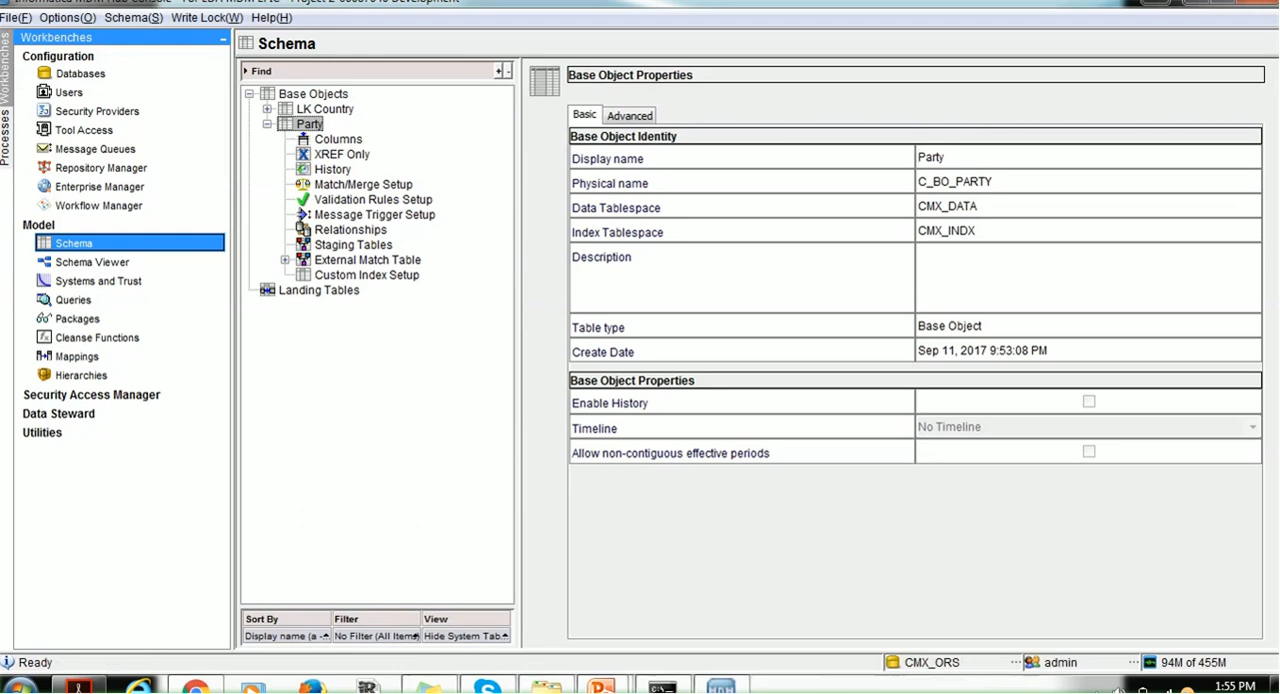 File(F) Options(O) Schema(S) Write Lock(W) Help(H)
Workbenches
Processes
Workbenches
Configuration
Databases
Users
Security Providers
Tool Access
Message Queues
Repository Manager
Enterprise Manager
Workflow Manager
Model
Schema
Schema Viewer
Systems and Trust
Queries
Packages
Cleanse Functions
Mappings
Hierarchies
Security Access Manager
Data Steward
Utilities
Schema
Find
Base Objects
LK Country
Party
Columns
XREF Only
History
Match/Merge Setup
Validation Rules Setup
Message Trigger Setup
Relationships
Staging Tables
External Match Table
Custom Index Setup
Landing Tables
Sort By Filter View
Display name (a - No Filter (All Items) Hide System Tab..
Base Object Properties
Basic Advanced
Base Object Identity
Display name Party
Physical name C_BO_PARTY
Data Tablespace CMX_DATA
Index Tablespace CMX_INDX
Description
Table type Base Object
Create Date Sep 11, 2017 9:53:08 PM
Base Object Properties
Enable History
Timeline No Timeline
Allow non-contiguous effective periods
Ready CMX_ORS ... admin ... 94M of 455M
1:55 PM